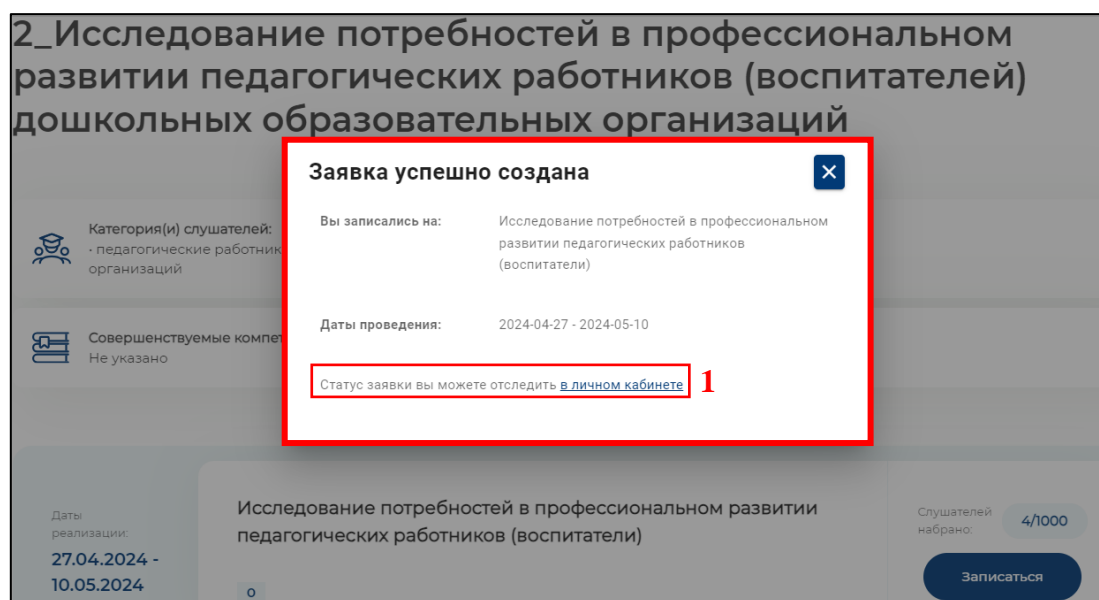 2_Исследование потребностей в профессиональном
развитии педагогических работников (воспитателей)
дошкольных образовательных организаций
Заявка успешно создана
Вы записались на:
Исследование потребностей в профессиональном
развитии педагогических работников
(воспитатели)
Даты проведения:
2024-04-27 - 2024-05-10
Статус заявки вы можете отследить в личном кабинете
1
Категория(и) слушателей:
- педагогические работник
организаций
Совершенствуемые компет
Не указано
Даты
реализации:
27.04.2024 -
10.05.2024
Исследование потребностей в профессиональном развитии
педагогических работников (воспитатели)
О
Слушателей
набрано:
4/1000
Записаться